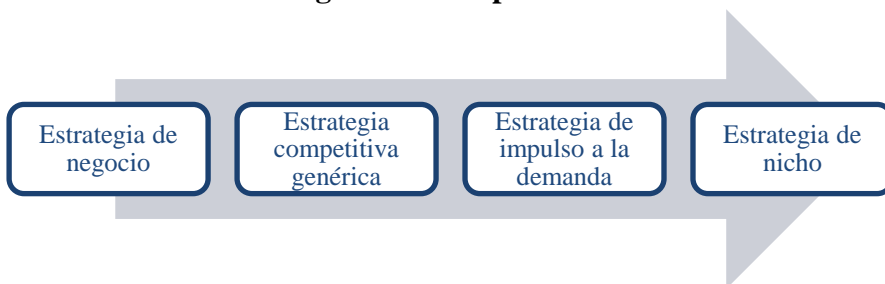 Estrategia de
negocio
Estrategia
competitiva
genérica
Estrategia de
impulso a la
demanda
Estrategia de
nicho